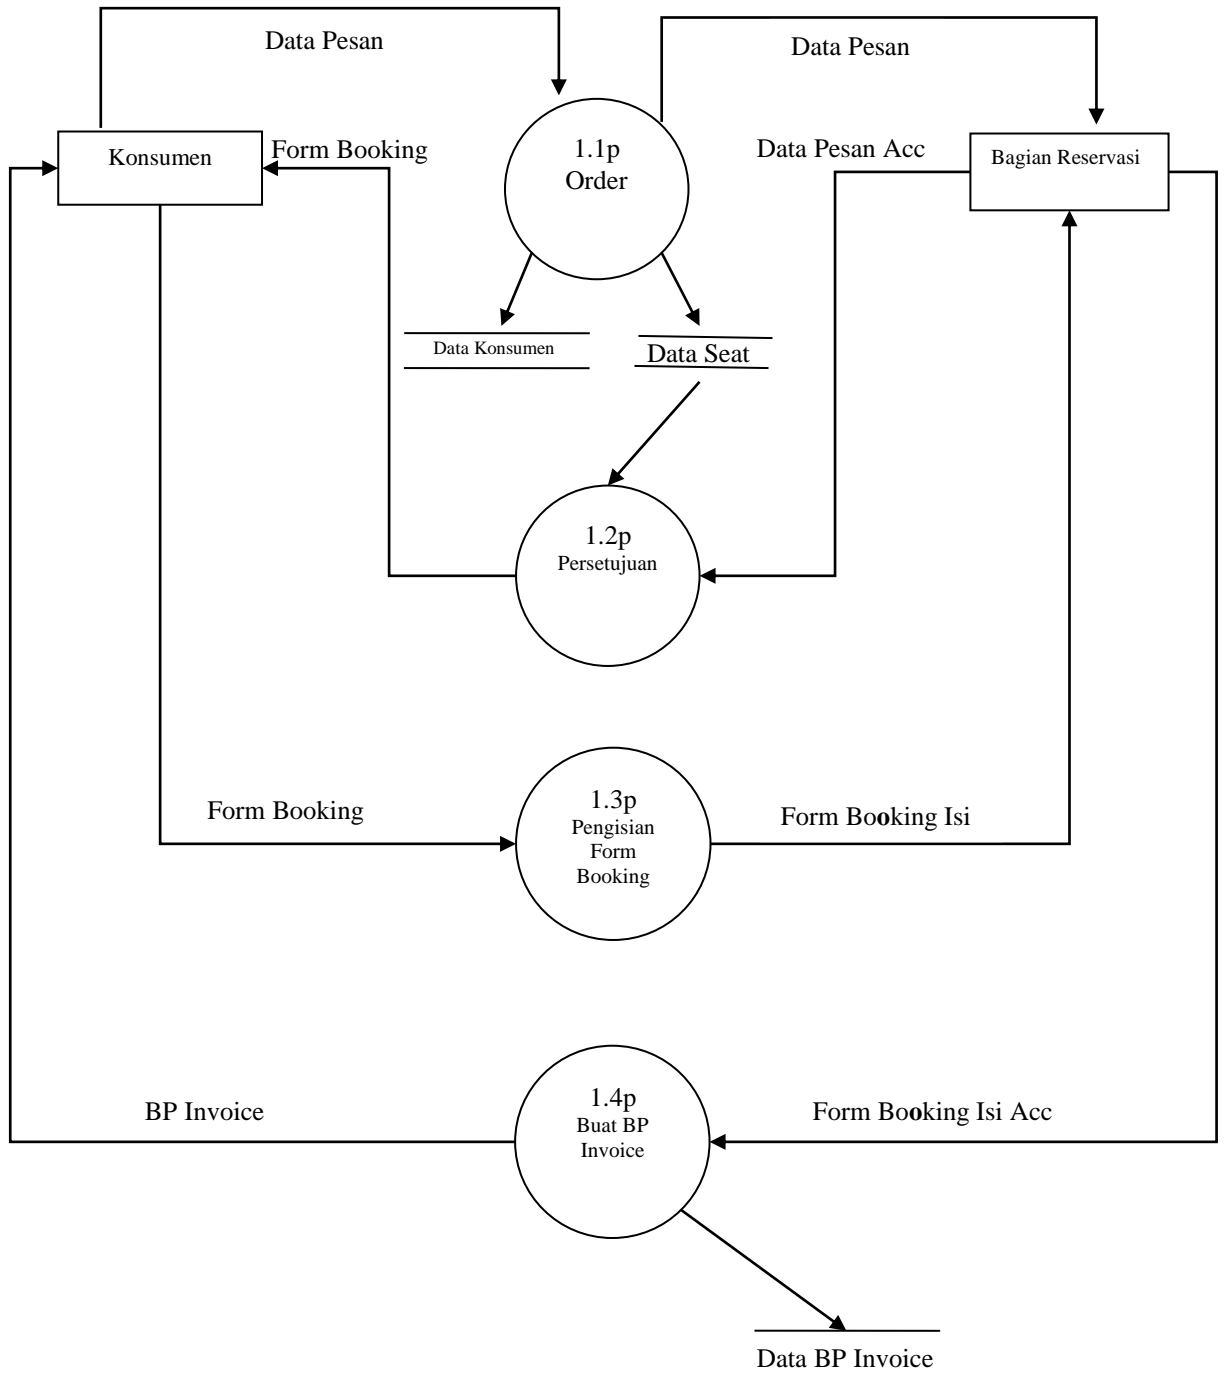 Data Pesan
Data Pesan
Konsumen
Form Booking
1.1p
Order
Data Pesan Acc
Bagian Reservasi
Data Konsumen
Data Seat
1.2p
Persetujuan
Form Booking
1.3p
Pengisian
Form
Booking
Form Booking Isi
BP Invoice
1.4p
Buat BP
Invoice
Form Booking Isi Acc
Data BP Invoice